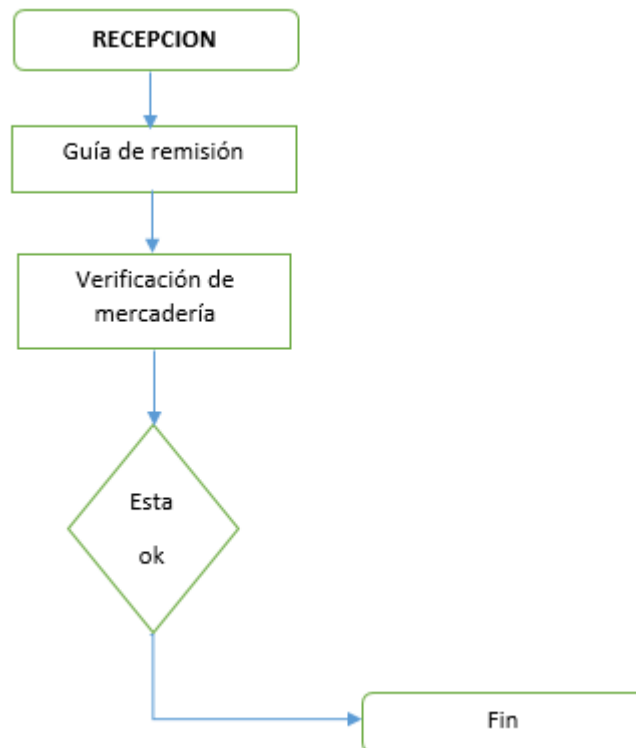 RECEPCION
Guía de remisión
Verificación de
mercadería
Esta
ok
Fin